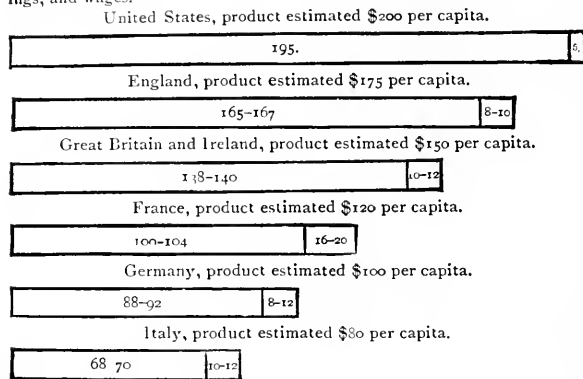 ings, and wages.
United States, product estimated $200 per capita.
195. 5.
England, product estimated $175 per capita.
165–167 8–10
Great Britain and Ireland, product estimated $150 per capita.
138–140 10–12
France, product estimated $120 per capita.
100–104 16–20
Germany, product estimated $100 per capita.
88–92 8–12
Italy, product estimated $80 per capita.
68 70 10–12